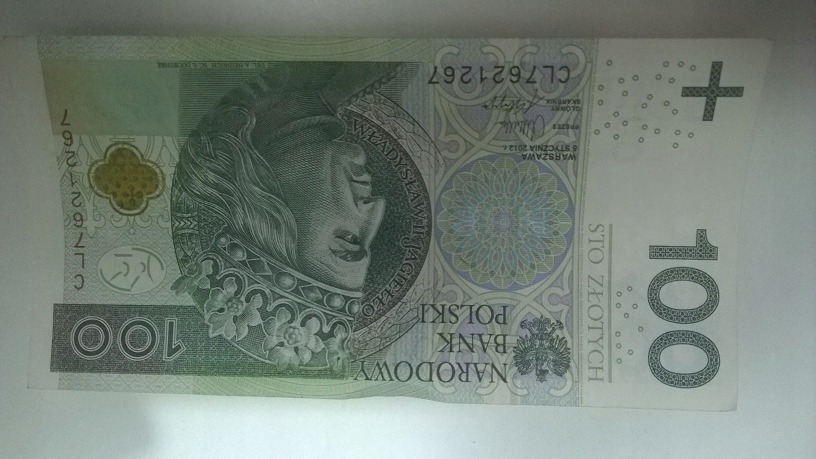 NARODOWY
BANK
POLSKI
100
WŁADYSŁAW II JAGIEŁŁO
WARSZAWA
5 STYCZNIA 2012 r.
PREZES
GŁÓWNY
SKARBNIK
CL7621267
CL7621267
STO ZŁOTYCH
100